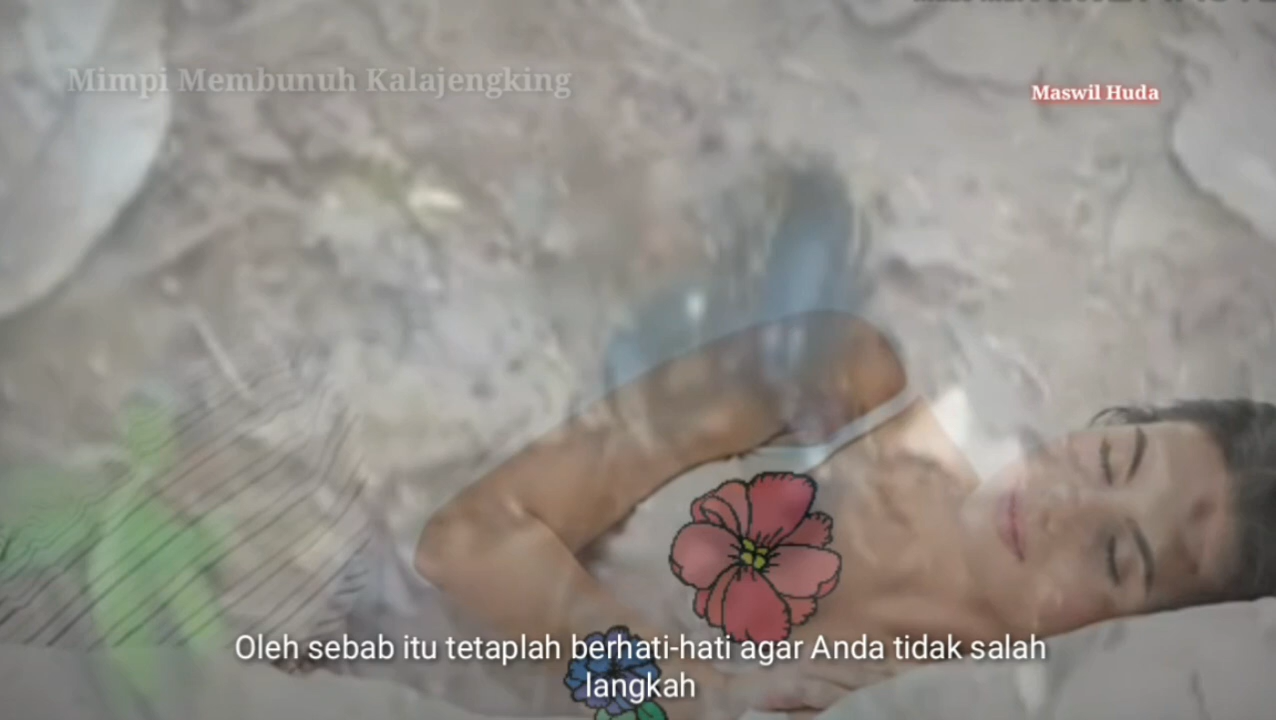 Mimpi Membunuh Kalajengking
Maswil Huda
Oleh sebab itu tetaplah berhati-hati agar Anda tidak salah
langkah